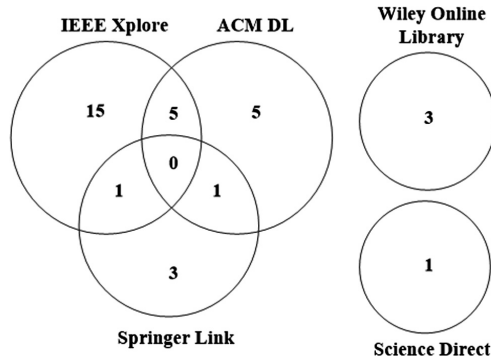 IEEE Xplore
ACM DL
Wiley Online
Library
15
5
5
3
0
1
1
3
1
Springer Link
Science Direct